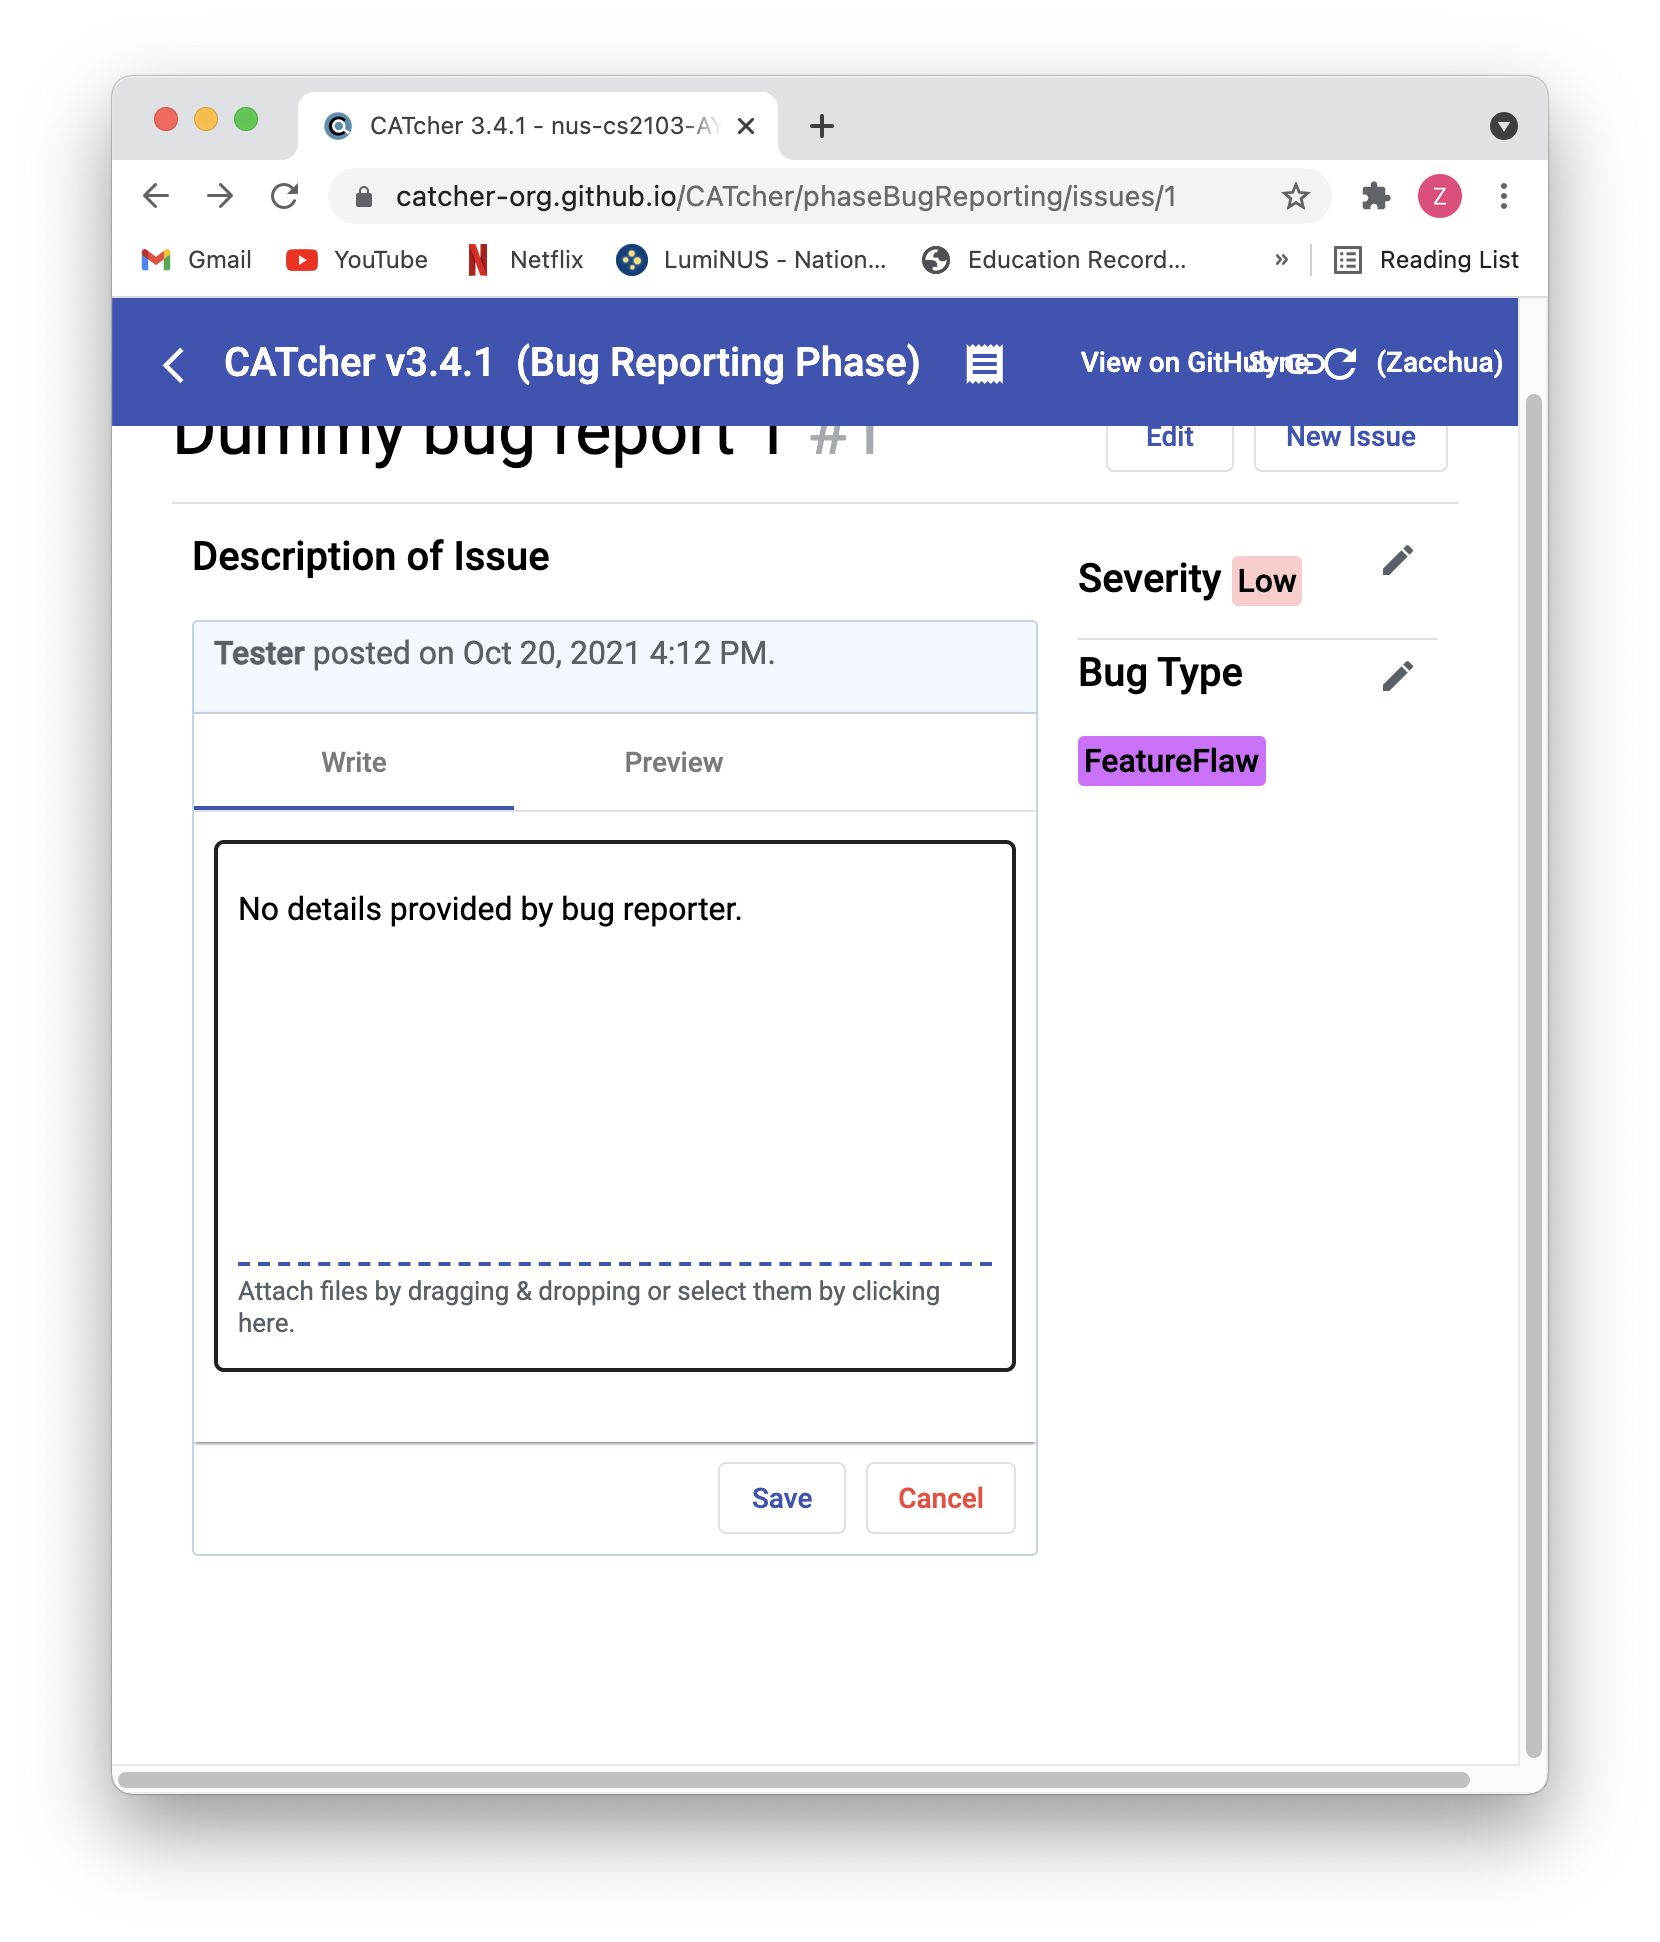 CATcher 3.4.1 - nus-cs2103-AY
catcher-org.github.io/CATcher/phaseBugReporting/issues/1
Z
Gmail YouTube Netflix LumiNUS - Nation... Education Record... » Reading List
CATcher v3.4.1 (Bug Reporting Phase) View on GitHub Sync (Zacchua)
Dummy bug report 1 #1 Edit New Issue
Description of Issue
Severity Low
Tester posted on Oct 20, 2021 4:12 PM.
Bug Type
Write Preview
FeatureFlaw
No details provided by bug reporter.
Attach files by dragging & dropping or select them by clicking
here.
Save Cancel